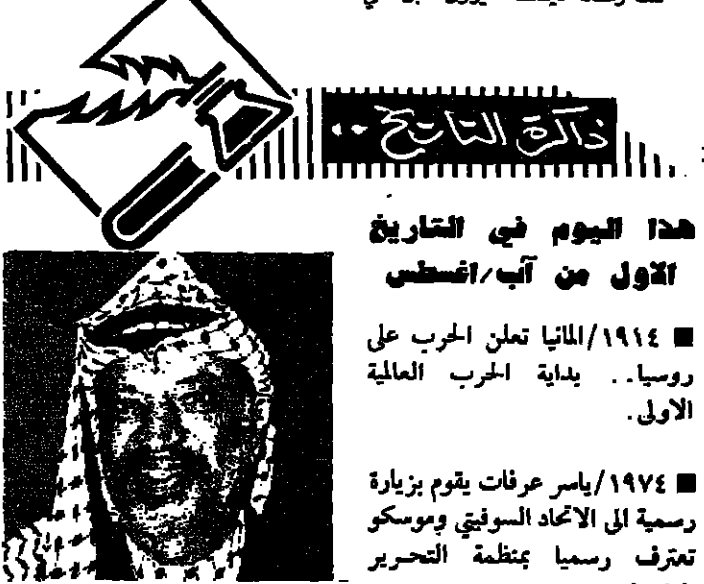 ذاكرة التاريخ ..
هذا اليوم في التاريخ
الاول من آب/اغسطس
■ ١٩١٤/المانيا تعلن الحرب على
روسيا.. بداية الحرب العالمية
الاولى.
■ ١٩٧٤/ياسر عرفات يقوم بزيارة
رسمية الى الاتحاد السوفيتي وموسكو
تعترف رسميا بمنظمة التحرير